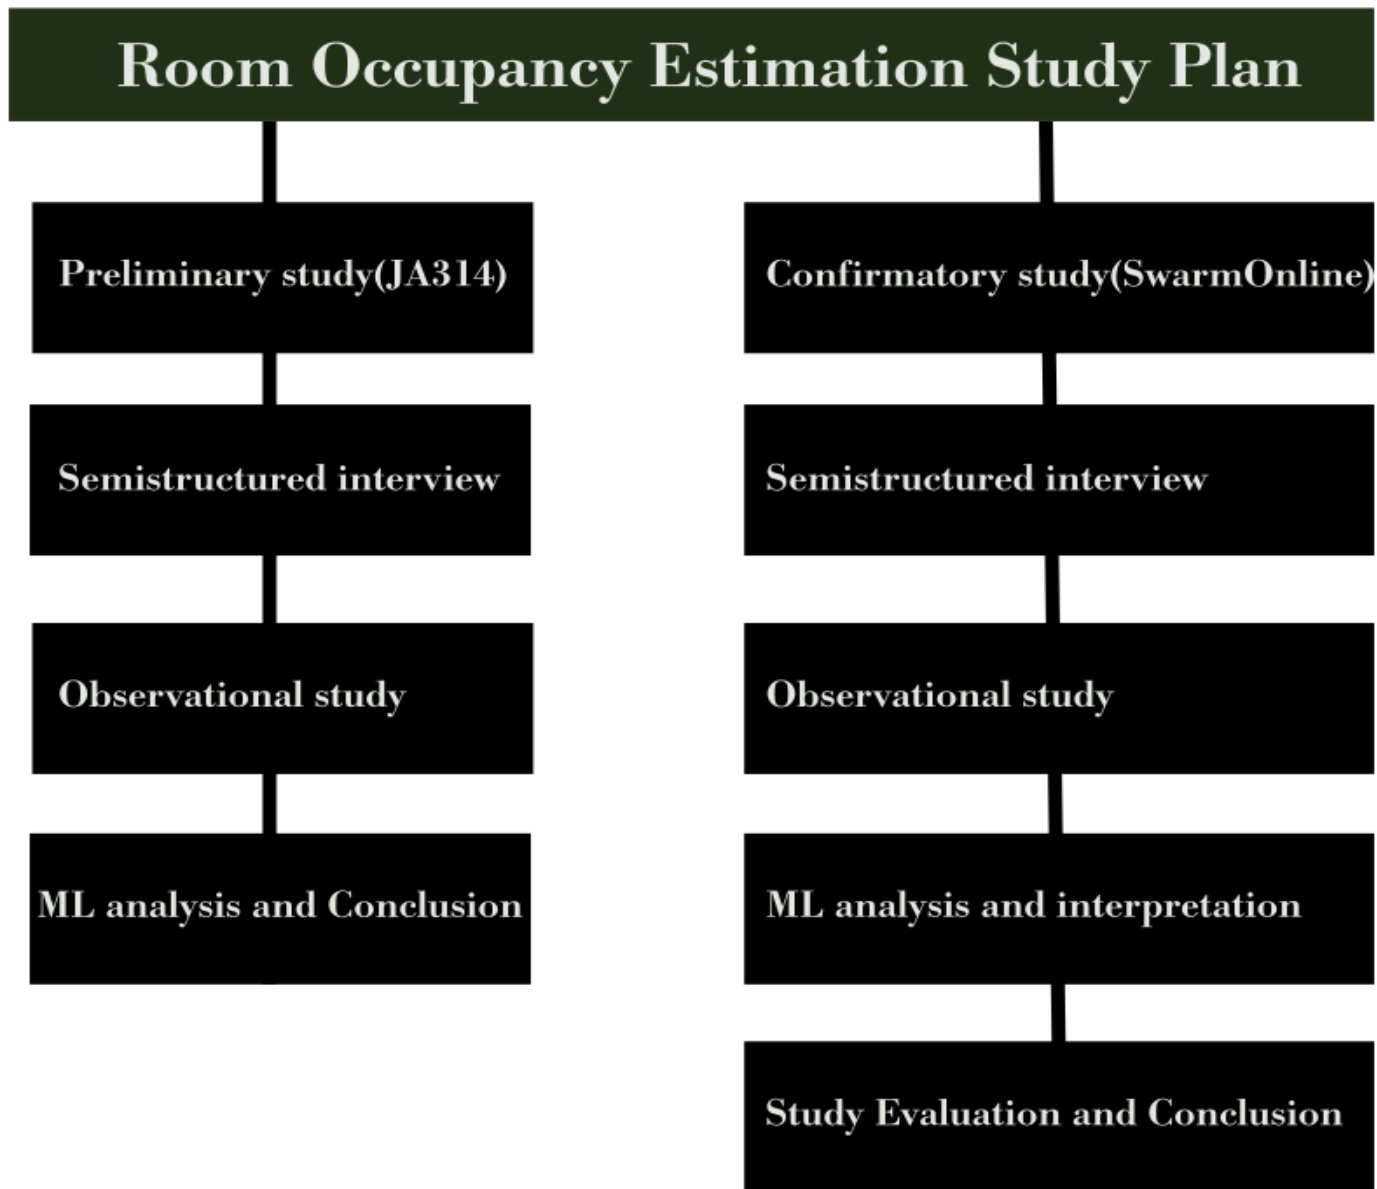 Room Occupancy Estimation Study Plan
Preliminary study(JA314)
Semistructured interview
Observational study
ML analysis and Conclusion
Confirmatory study(SwarmOnline)
Semistructured interview
Observational study
ML analysis and interpretation
Study Evaluation and Conclusion